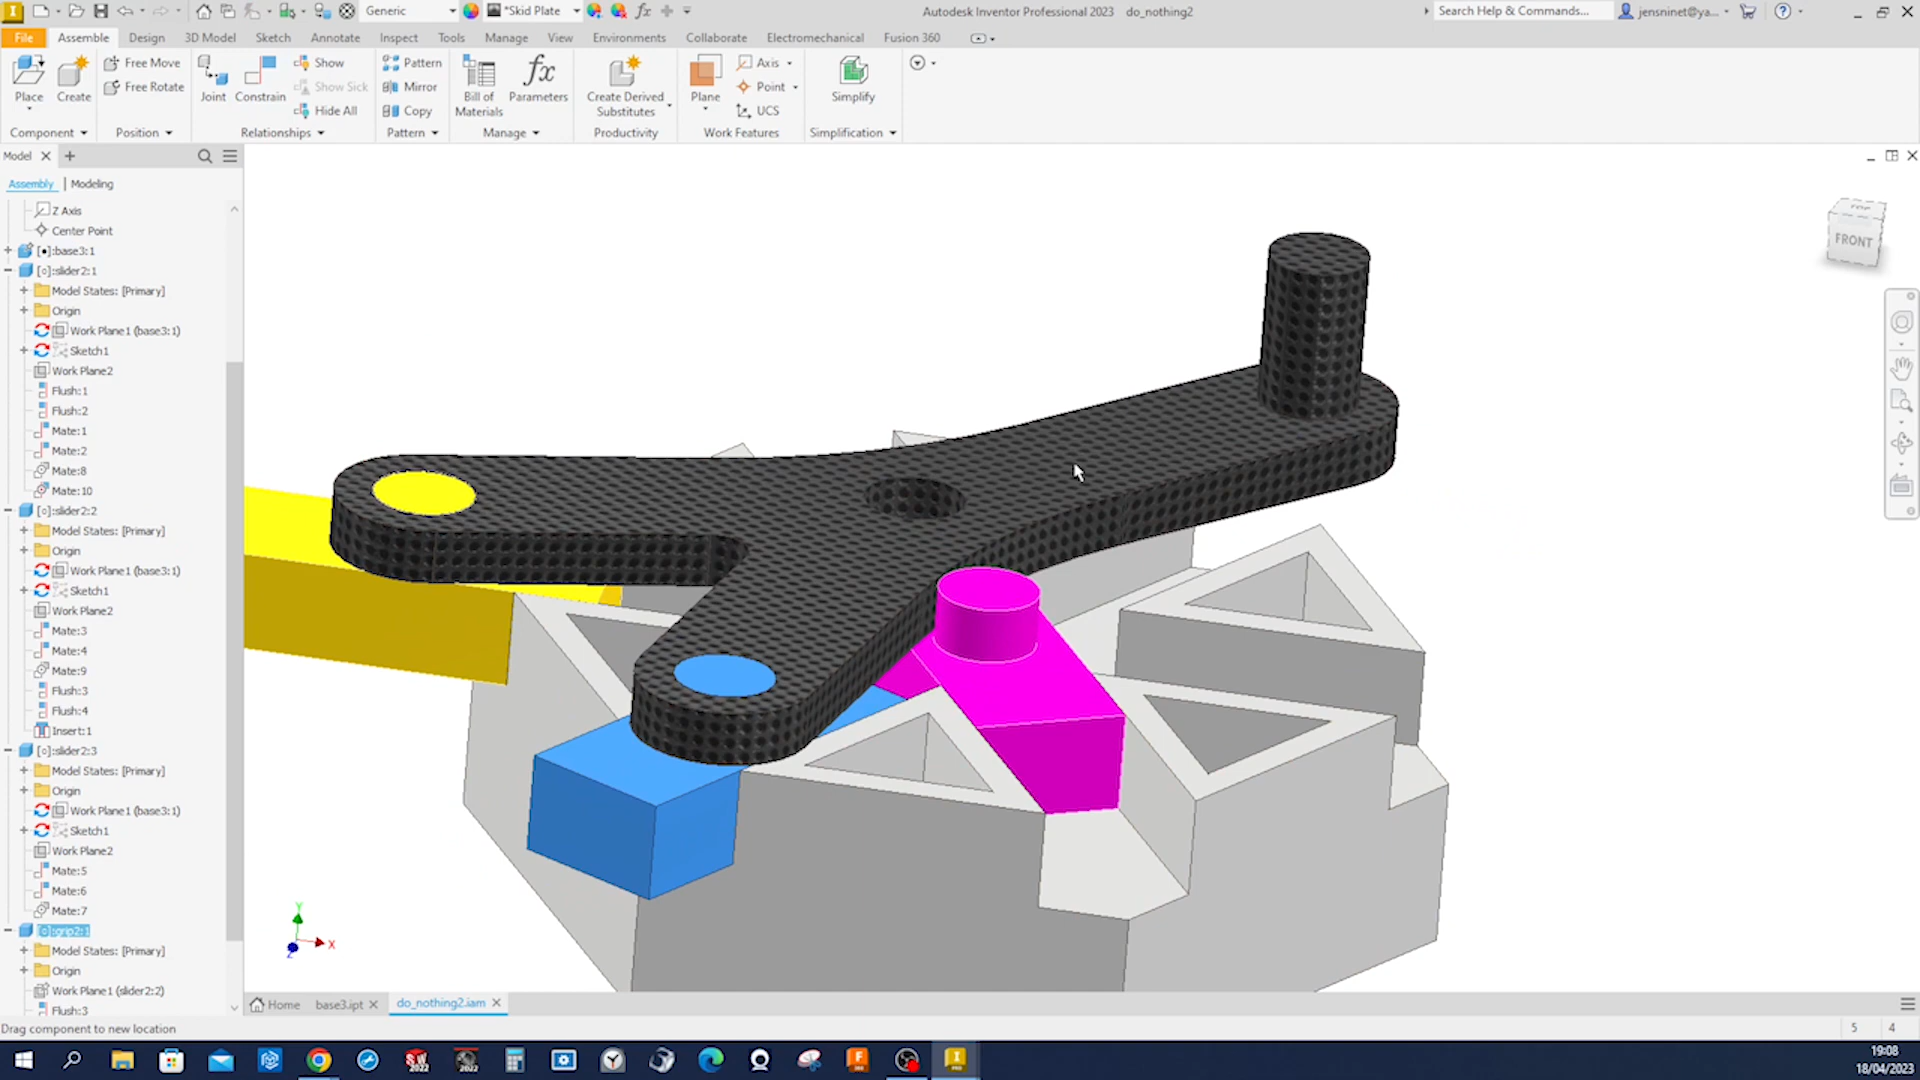 Generic
*Skid Plate
fx
Autodesk Inventor Professional 2023 do_nothing2
Search Help & Commands...
jensninet@ya...
File Assemble Design 3D Model Sketch Annotate Inspect Tools Manage View Environments Collaborate Electromechanical Fusion 360
Place
Create
Free Move
Free Rotate
Joint
Constrain
Show
Show Sick
Hide All
Pattern
Mirror
Copy
Bill of
Materials
fx
Parameters
Create Derived
Substitutes
Plane
Axis
Point
UCS
Simplify
Component Position Relationships Pattern Manage Productivity Work Features Simplification
Model
Assembly | Modeling
Z Axis
Center Point
[•]:base3:1
[o]:slider2:1
Model States: [Primary]
Origin
Work Plane1 (base3:1)
Sketch1
Work Plane2
Flush:1
Flush:2
Mate:1
Mate:2
Mate:8
Mate:10
[o]:slider2:2
Model States: [Primary]
Origin
Work Plane1 (base3:1)
Sketch1
Work Plane2
Mate:3
Mate:4
Mate:9
Flush:3
Flush:4
Insert:1
[o]:slider2:3
Model States: [Primary]
Origin
Work Plane1 (base3:1)
Sketch1
Work Plane2
Mate:5
Mate:6
Mate:7
[o]:grip2:1
Model States: [Primary]
Origin
Work Plane1 (slider2:2)
Flush:3
TOP
FRONT
Y
X
Z
Home base3.ipt do_nothing2.iam
Drag component to new location
5 4
19:08
18/04/2023